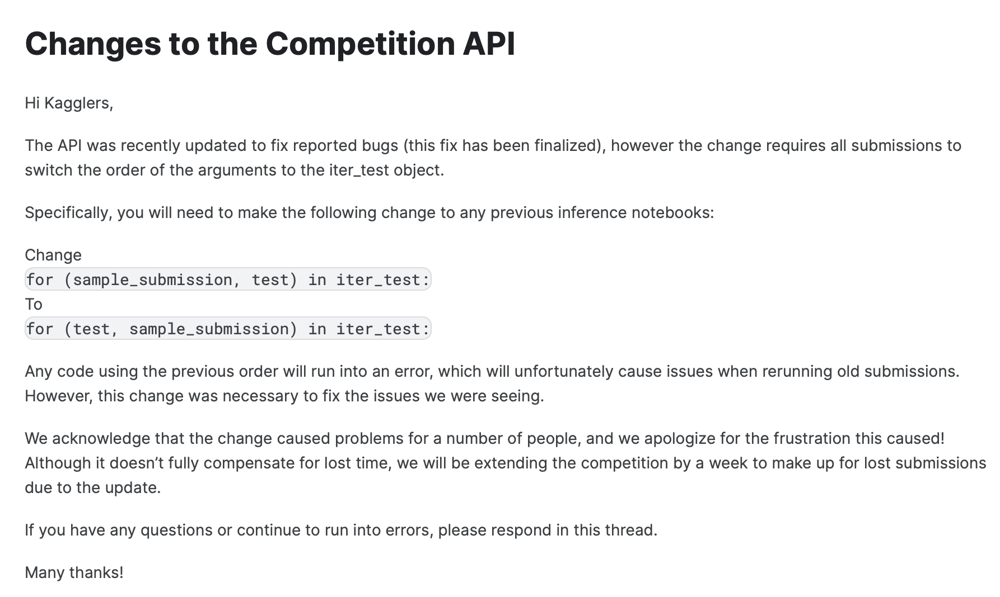 Changes to the Competition API
Hi Kagglers,
The API was recently updated to fix reported bugs (this fix has been finalized), however the change requires all submissions to
switch the order of the arguments to the iter_test object.
Specifically, you will need to make the following change to any previous inference notebooks:
Change
for (sample_submission, test) in iter_test:
To
for (test, sample_submission) in iter_test:
Any code using the previous order will run into an error, which will unfortunately cause issues when rerunning old submissions.
However, this change was necessary to fix the issues we were seeing.
We acknowledge that the change caused problems for a number of people, and we apologize for the frustration this caused!
Although it doesn’t fully compensate for lost time, we will be extending the competition by a week to make up for lost submissions
due to the update.
If you have any questions or continue to run into errors, please respond in this thread.
Many thanks!